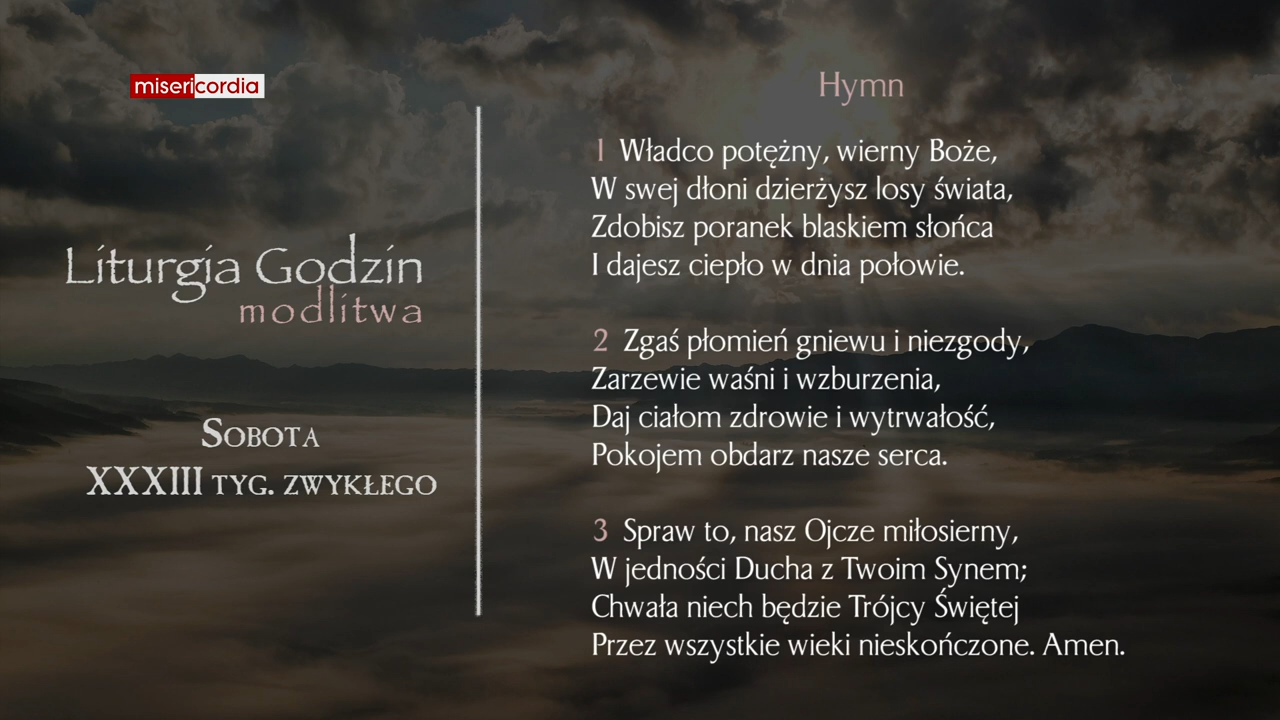 misericordia
Liturgia Godzin
modlitwa
Sobota
XXXIII tyg. zwykłego
Hymn
1 Władco potężny, wierny Boże,
W swej dłoni dzierżysz losy świata,
Zdobisz poranek blaskiem słońca
I dajesz ciepło w dnia połowie.
2 Zgaś płomień gniewu i niezgody,
Zarzewie waśni i wzburzenia,
Daj ciałom zdrowie i wytrwałość,
Pokojem obdarz nasze serca.
3 Spraw to, nasz Ojcze miłosierny,
W jedności Ducha z Twoim Synem;
Chwała niech będzie Trójcy Świętej
Przez wszystkie wieki nieskończone. Amen.